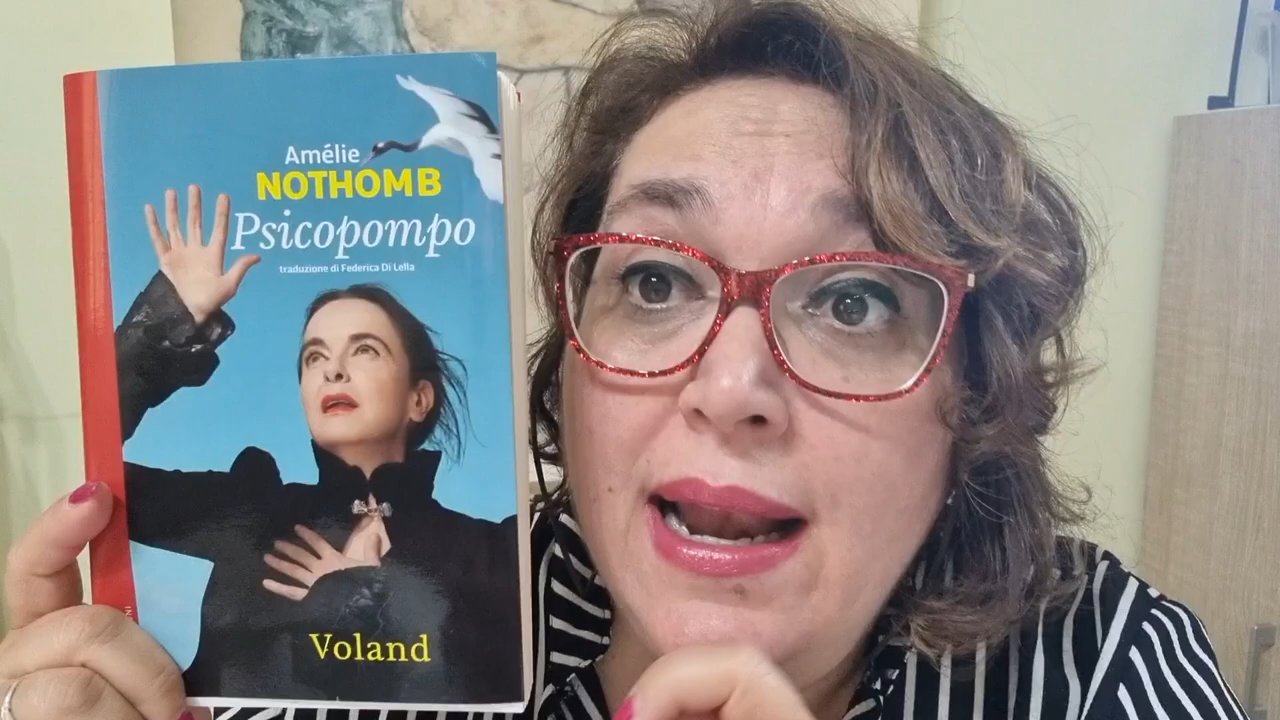 Amélie
NOTHOMB
Psicopompo
traduzione di Federica Di Lella
Voland